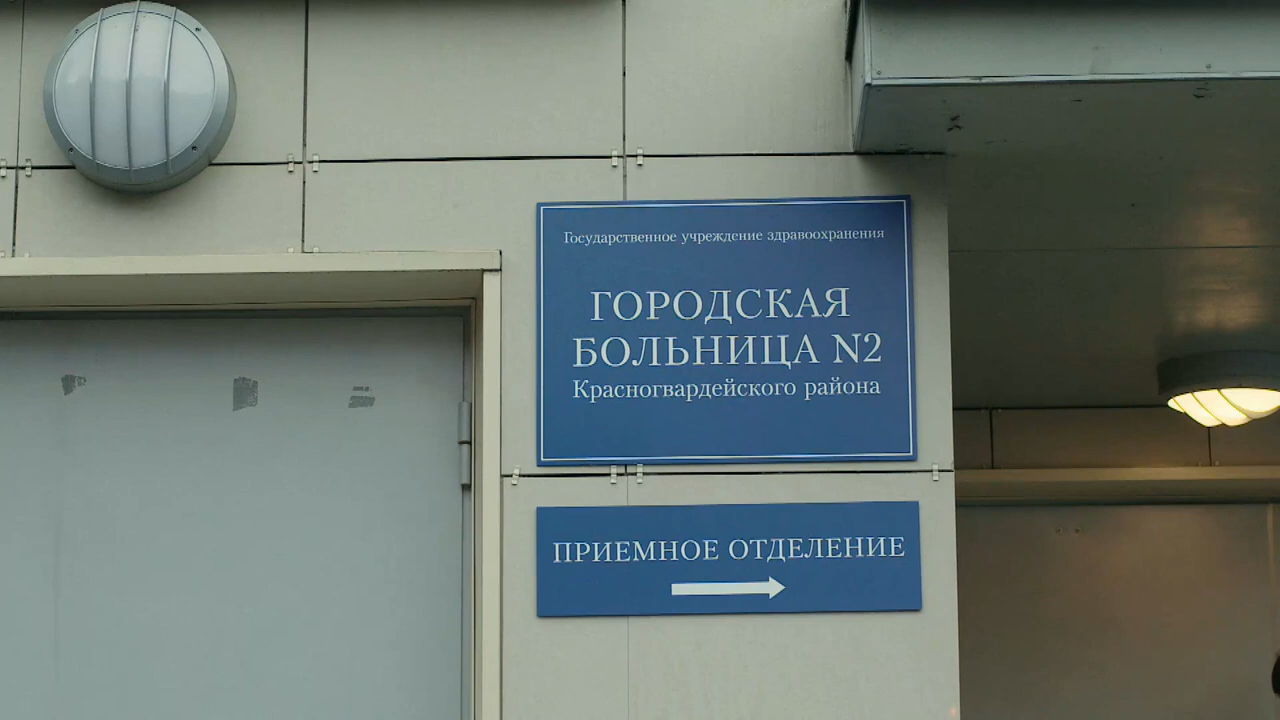 Государственное учреждение здравоохранения
ГОРОДСКАЯ
БОЛЬНИЦА N2
Красногвардейского района
ПРИЕМНОЕ ОТДЕЛЕНИЕ